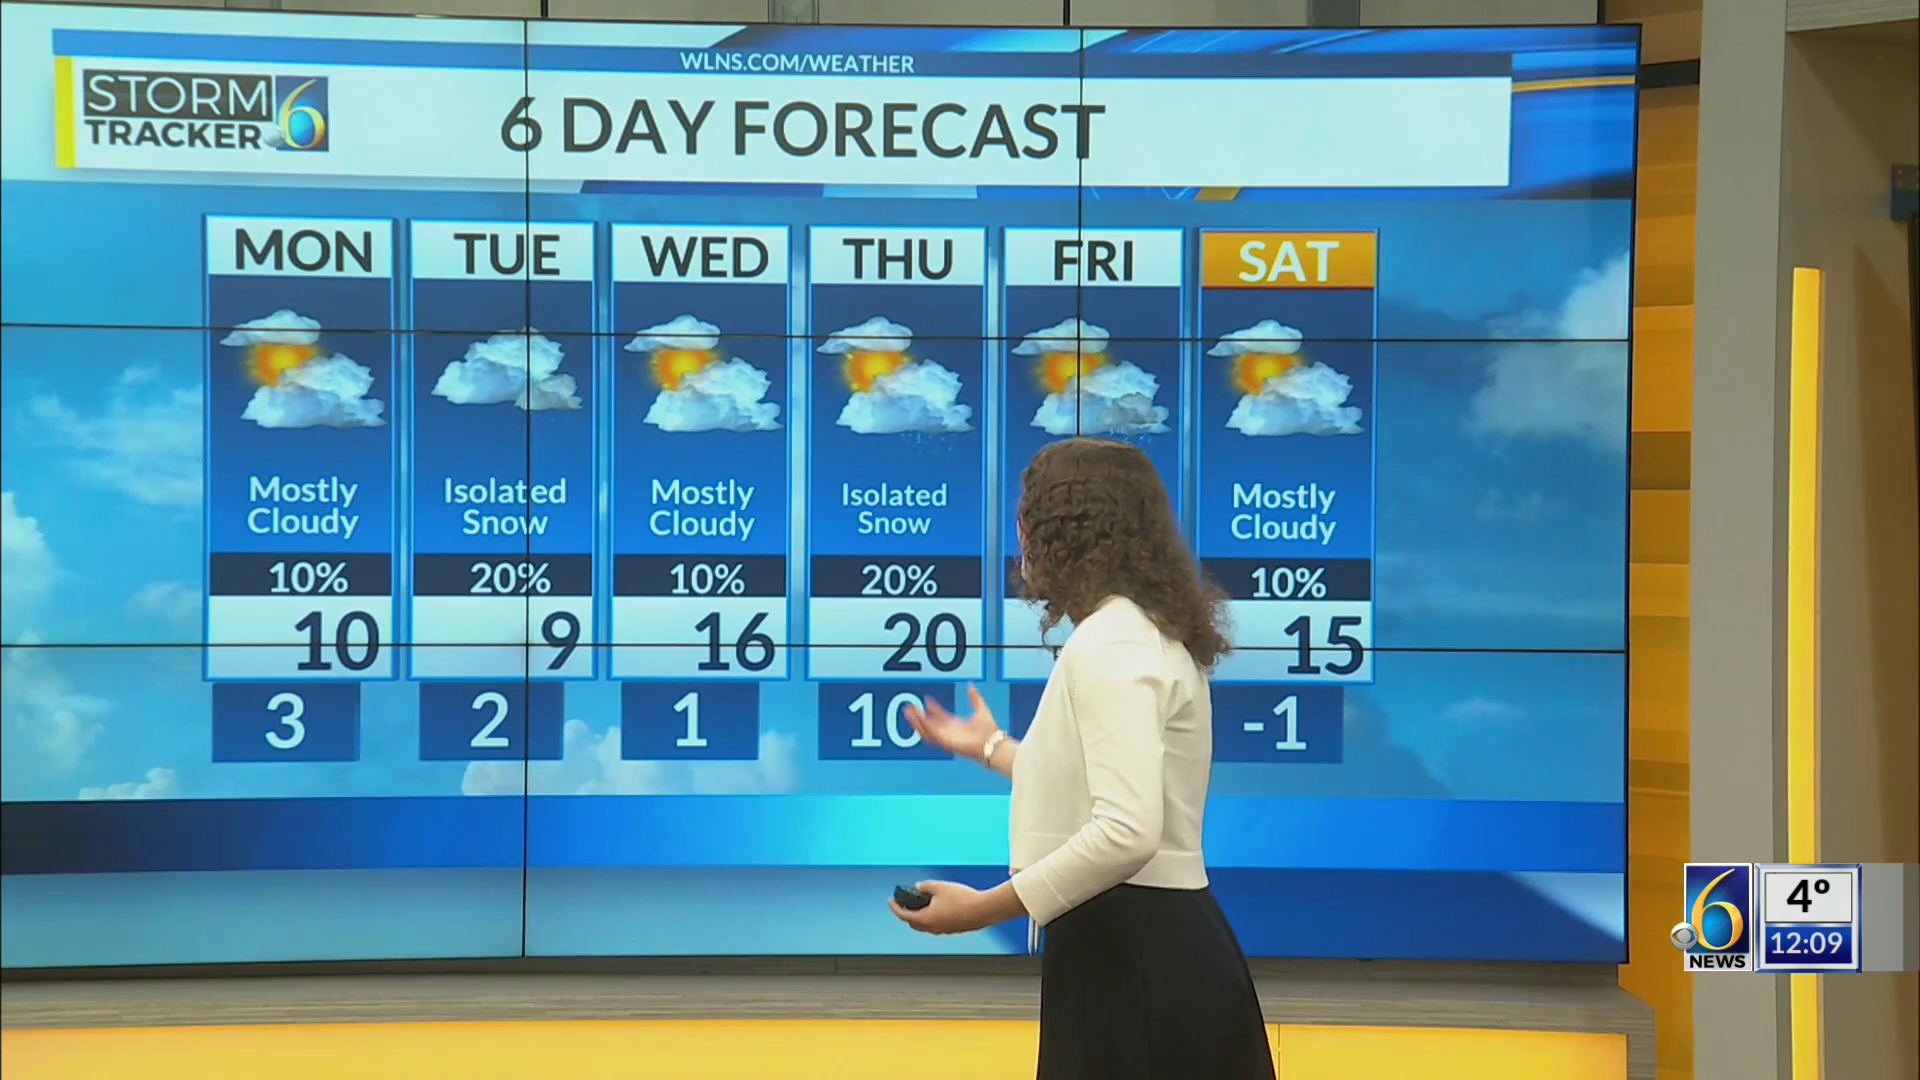 WLNS.COM/WEATHER
STORM
TRACKER 6
6 DAY FORECAST
MON
TUE
WED
THU
FRI
SAT
Mostly
Cloudy
Isolated
Snow
Mostly
Cloudy
Isolated
Snow
Mostly
Cloudy
10%
20%
10%
20%
10%
10
9
16
20
15
3
2
1
10
-1
6
NEWS
4°
12:09